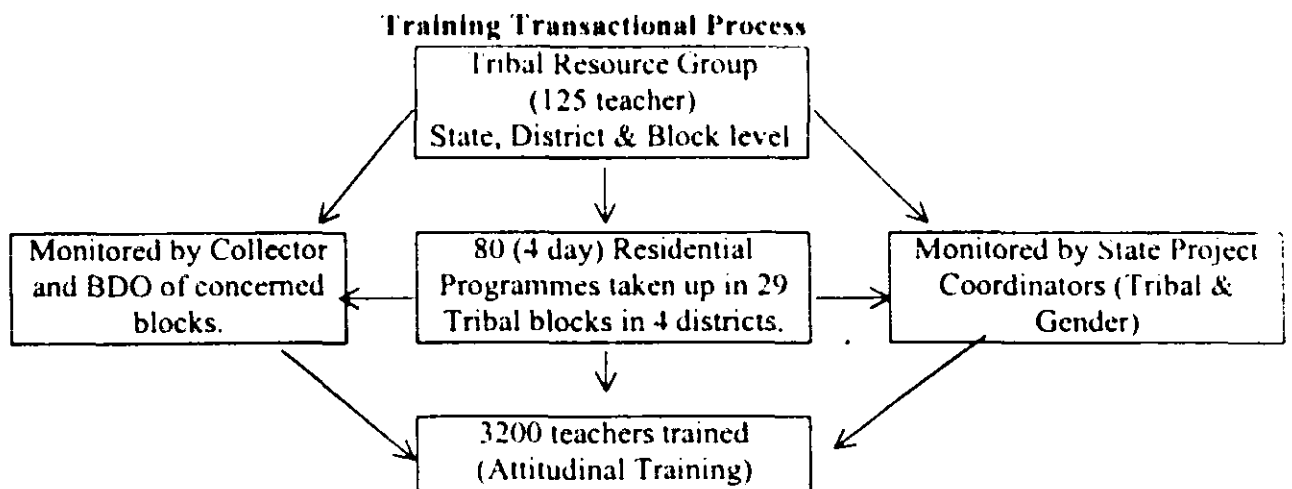 Training Transactional Process
Tribal Resource Group
(125 teacher)
State, District & Block level
Monitored by Collector
and BDO of concerned
blocks.
80 (4 day) Residential
Programmes taken up in 29
Tribal blocks in 4 districts.
Monitored by State Project
Coordinators (Tribal &
Gender)
3200 teachers trained
(Attitudinal Training)